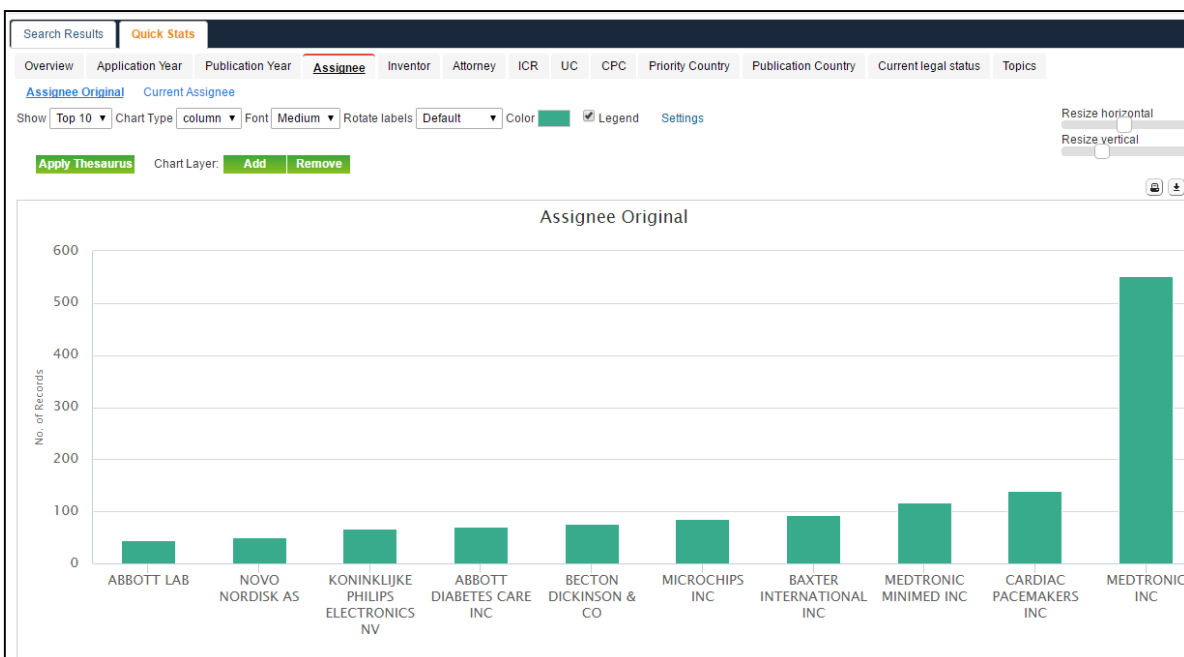 Search Results Quick Stats
Overview Application Year Publication Year Assignee Inventor Attorney ICR UC CPC Priority Country Publication Country Current legal status Topics
Assignee Original Current Assignee
Show Top 10 Chart Type column Font Medium Rotate labels Default Color Legend Settings
Resize horizontal
Resize vertical
Apply Thesaurus Chart Layer: Add Remove
Assignee Original
No. of Records
600
500
400
300
200
100
0
ABBOTT LAB
NOVO
NORDISK AS
KONINKLIJKE
PHILIPS
ELECTRONICS
NV
ABBOTT
DIABETES CARE
INC
BECTON
DICKINSON &
CO
MICROCHIPS
INC
BAXTER
INTERNATIONAL
INC
MEDTRONIC
MINIMED INC
CARDIAC
PACEMAKERS
INC
MEDTRONIC
INC